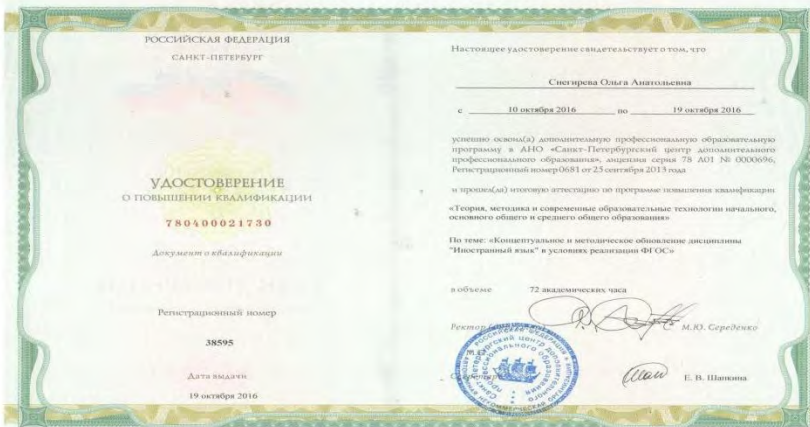 РОССИЙСКАЯ ФЕДЕРАЦИЯ
САНКТ-ПЕТЕРБУРГ
УДОСТОВЕРЕНИЕ
О ПОВЫШЕНИИ КВАЛИФИКАЦИИ
780400021730
Документ о квалификации
Регистрационный номер
38595
Дата выдачи
19 октября 2016
Настоящее удостоверение свидетельствует о том, что
Снегирева Ольга Анатольевна
с 10 октября 2016 по 19 октября 2016
успешно освоил(а) дополнительную профессиональную образовательную
программу в АНО «Санкт-Петербургский центр дополнительного
профессионального образования», лицензия серия 78 Л01 № 0000696,
Регистрационный номер 0681 от 23 сентября 2013 года
и прошел(ла) итоговую аттестацию по программе повышения квалификации
«Теория, методика и современные образовательные технологии начального,
основного общего и среднего общего образования»
По теме: «Концептуальное и методическое обновление дисциплины
"Иностранный язык" в условиях реализации ФГОС»
в объеме 72 академических часа
Ректор М.Ю. Середенко
М.П.
Секретарь Е. В. Шапкина